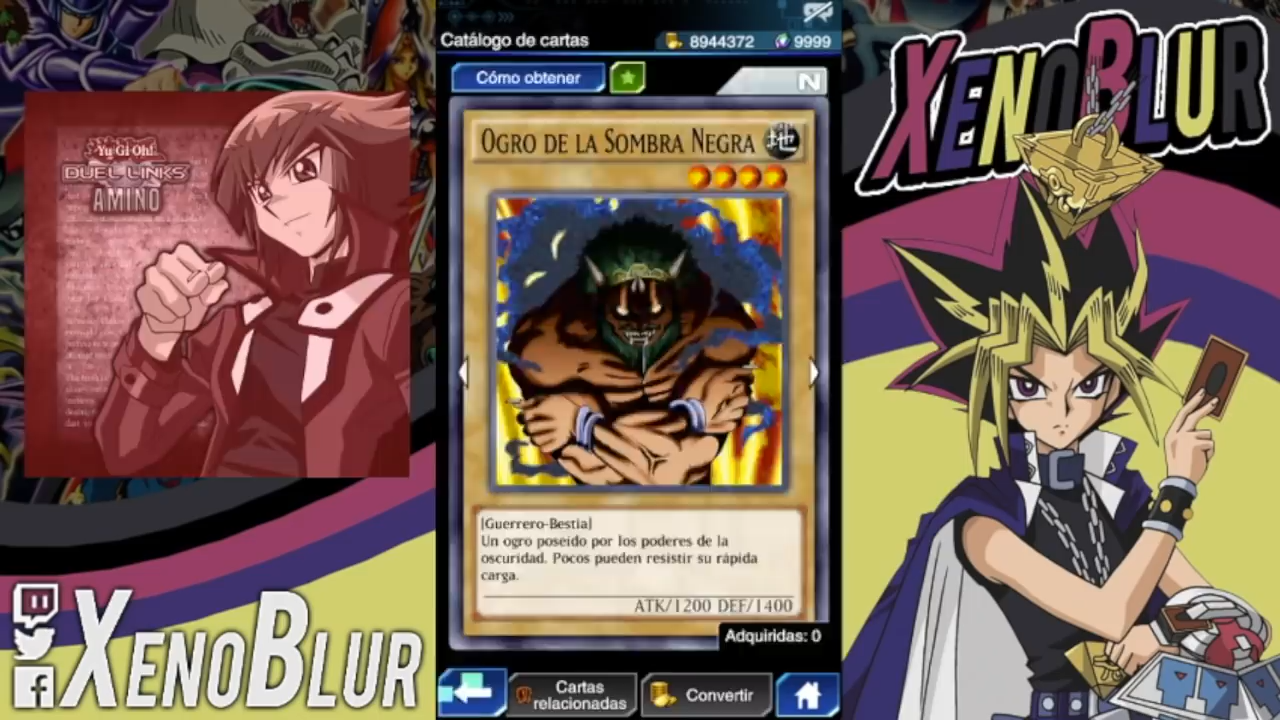 Catálogo de cartas
8944372
9999
Cómo obtener
N
OGRO DE LA SOMBRA NEGRA
地
[Guerrero-Bestia]
Un ogro poseido por los poderes de la
oscuridad. Pocos pueden resistir su rápida
carga.
ATK/1200 DEF/1400
Adquiridas: 0
Cartas
relacionadas
Convertir
Yu-Gi-Oh!
DUEL LINKS
AMINO
XENOBLUR
XENOBLUR